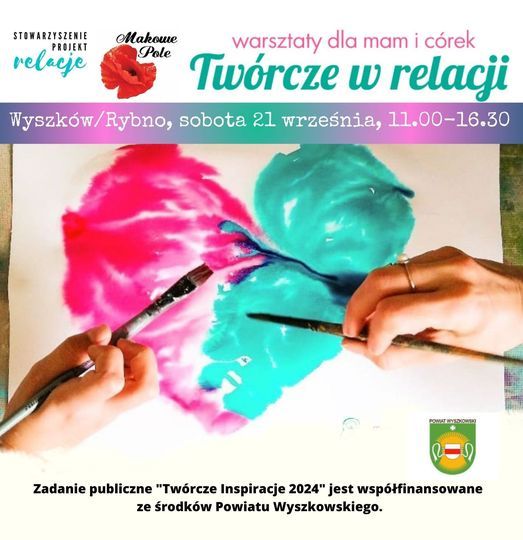 STOWARZYSZENIE
PROJEKT
relacje
Makowe
Pole
warsztaty dla mam i córek
Twórcze w relacji
Wyszków/Rybno, sobota 21 września, 11.00-16.30
POWIAT WYSZKOWSKI
Zadanie publiczne "Twórcze Inspiracje 2024" jest współfinansowane
ze środków Powiatu Wyszkowskiego.